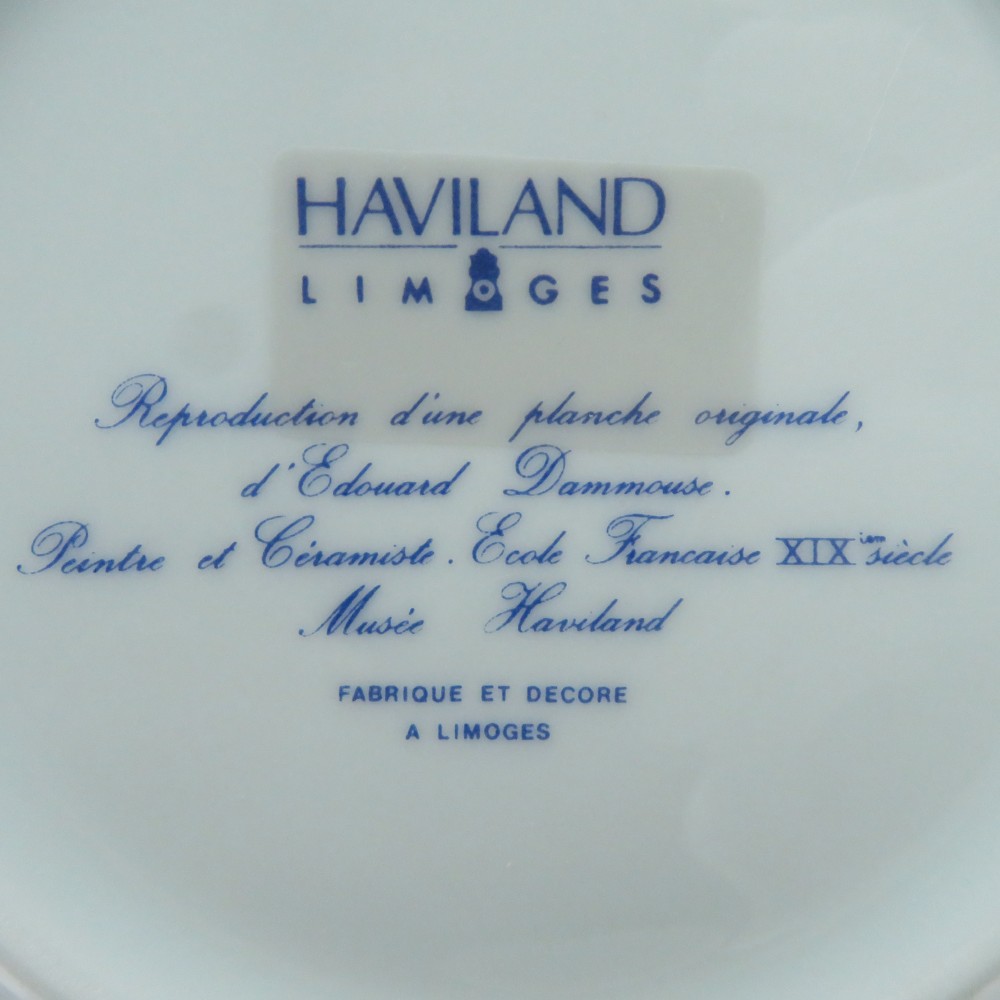 HAVILAND
LIMOGES
Reproduction d'une planche originale,
d'Edouard Dammouse.
Peintre et Céramiste. Ecole Francaise XIXiem siècle
Musée Haviland
FABRIQUE ET DECORE
A LIMOGES